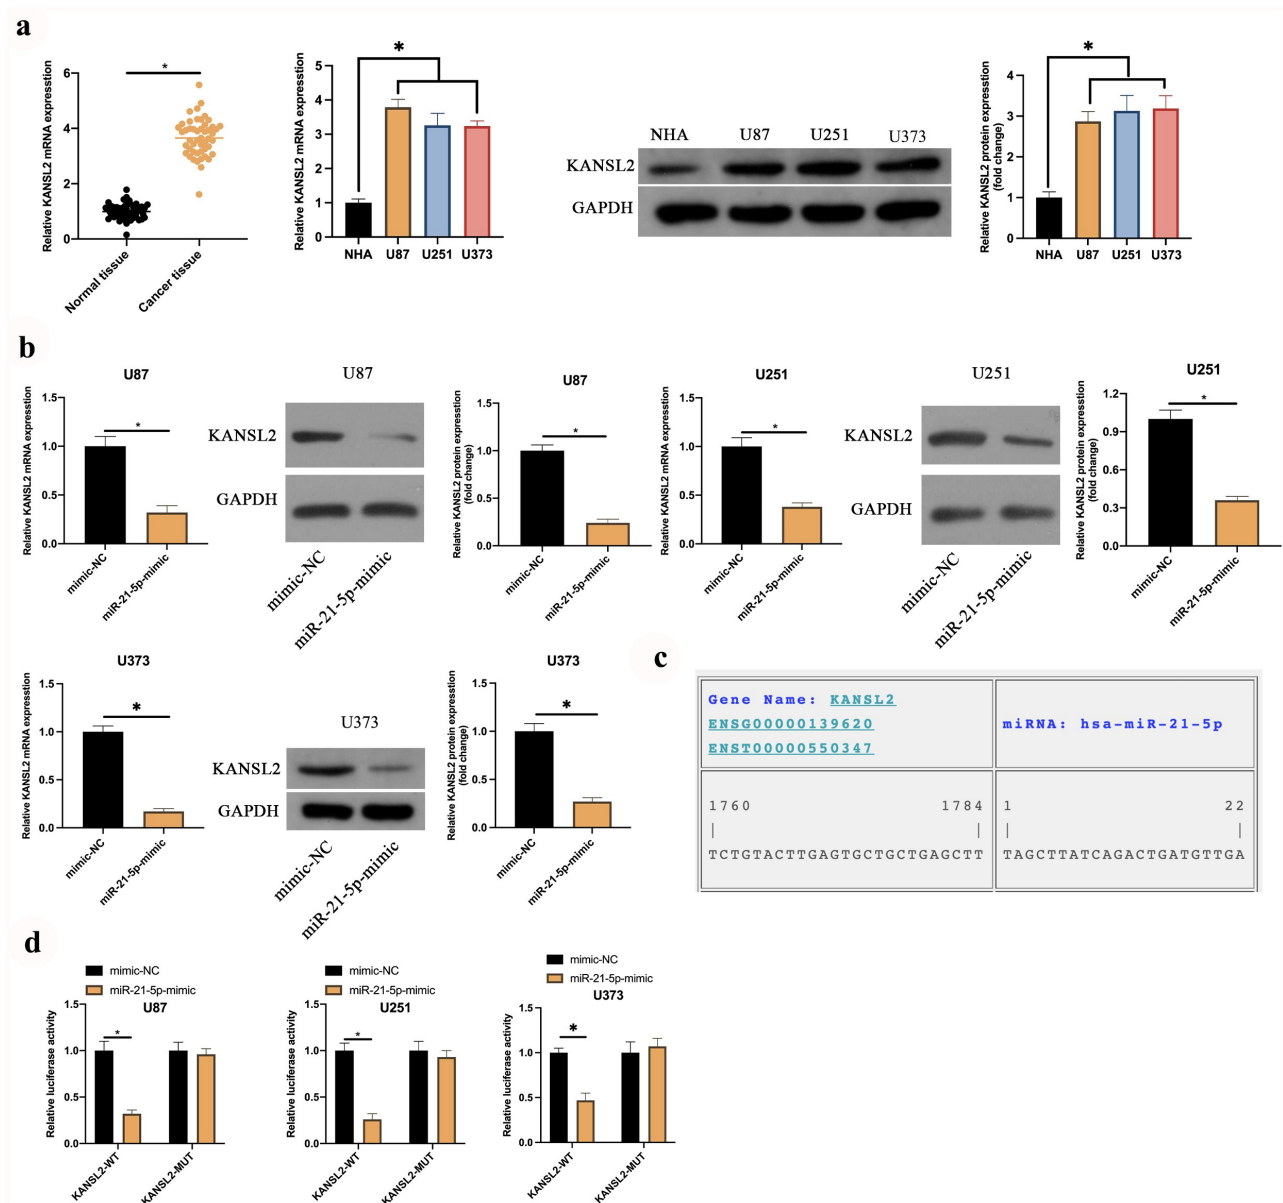 a
Relative KANSL2 mRNA expresstion
6
4
2
0
*
Normal tissue
Cancer tissue
Relative KANSL2 mRNA expresstion
5
4
3
2
1
0
*
NHA U87 U251 U373
NHA U87 U251 U373
KANSL2
GAPDH
Relative KANSL2 protein expresstion
(fold change)
4
3
2
1
0
*
NHA U87 U251 U373
b
U87
Relative KANSL2 mRNA expresstion
1.5
1.0
0.5
0.0
*
mimic-NC
miR-21-5p-mimic
U87
KANSL2
GAPDH
mimic-NC
miR-21-5p-mimic
U87
Relative KANSL2 protein expresstion
(fold change)
1.5
1.0
0.5
0.0
*
mimic-NC
miR-21-5p-mimic
U251
Relative KANSL2 mRNA expresstion
1.5
1.0
0.5
0.0
*
mimic-NC
miR-21-5p-mimic
U251
KANSL2
GAPDH
mimic-NC
miR-21-5p-mimic
U251
Relative KANSL2 protein expresstion
(fold change)
1.2
0.9
0.6
0.3
0.0
*
mimic-NC
miR-21-5p-mimic
U373
Relative KANSL2 mRNA expresstion
1.5
1.0
0.5
0.0
*
mimic-NC
miR-21-5p-mimic
U373
KANSL2
GAPDH
mimic-NC
miR-21-5p-mimic
U373
Relative KANSL2 protein expresstion
(fold change)
1.5
1.0
0.5
0.0
*
mimic-NC
miR-21-5p-mimic
c
Gene Name: KANSL2
ENSG00000139620
ENST00000550347
miRNA: hsa-miR-21-5p
1760 1784
| |
TCTGTACTTGAGTGCTGCTGAGCTT
1 22
| |
TAGCTTATCAGACTGATGTTGA
d
mimic-NC
miR-21-5p-mimic
U87
Relative luciferase activity
1.5
1.0
0.5
0.0
*
KANSL2-WT
KANSL2-MUT
mimic-NC
miR-21-5p-mimic
U251
Relative luciferase activity
1.5
1.0
0.5
0.0
*
KANSL2-WT
KANSL2-MUT
mimic-NC
miR-21-5p-mimic
U373
Relative luciferase activity
1.5
1.0
0.5
0.0
*
KANSL2-WT
KANSL2-MUT